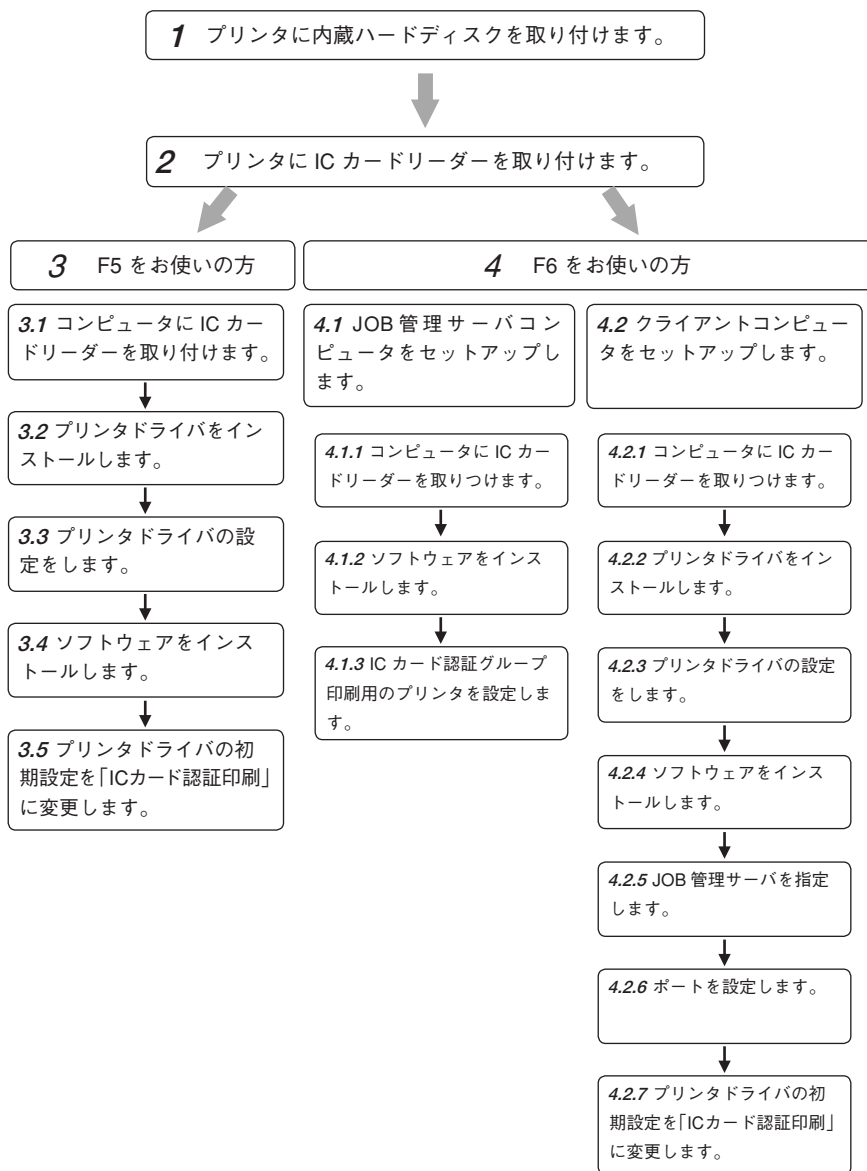 1 プリンタに内蔵ハードディスクを取り付けます。
2 プリンタに IC カードリーダーを取り付けます。
3 F5 をお使いの方
3.1 コンピュータに IC カー
ドリーダーを取り付けます。
3.2 プリンタドライバをイン
ストールします。
3.3 プリンタドライバの設
定をします。
3.4 ソフトウェアをインス
トールします。
3.5 プリンタドライバの初
期設定を「ICカード認証印刷」
に変更します。
4 F6 をお使いの方
4.1 JOB 管理サーバコン
ピュータをセットアップし
ます。
4.1.1 コンピュータに IC カー
ドリーダーを取りつけます。
4.1.2 ソフトウェアをインス
トールします。
4.1.3 IC カード認証グループ
印刷用のプリンタを設定しま
す。
4.2 クライアントコンピュー
タをセットアップします。
4.2.1 コンピュータに IC カー
ドリーダーを取りつけます。
4.2.2 プリンタドライバをイン
ストールします。
4.2.3 プリンタドライバの設定
をします。
4.2.4 ソフトウェアをインス
トールします。
4.2.5 JOB 管理サーバを指定
します。
4.2.6 ポートを設定します。
4.2.7 プリンタドライバの初
期設定を「ICカード認証印刷」
に変更します。